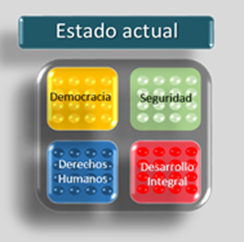 Estado actual
Democracia
Seguridad
Derechos
Humanos
Desarrollo
Integral